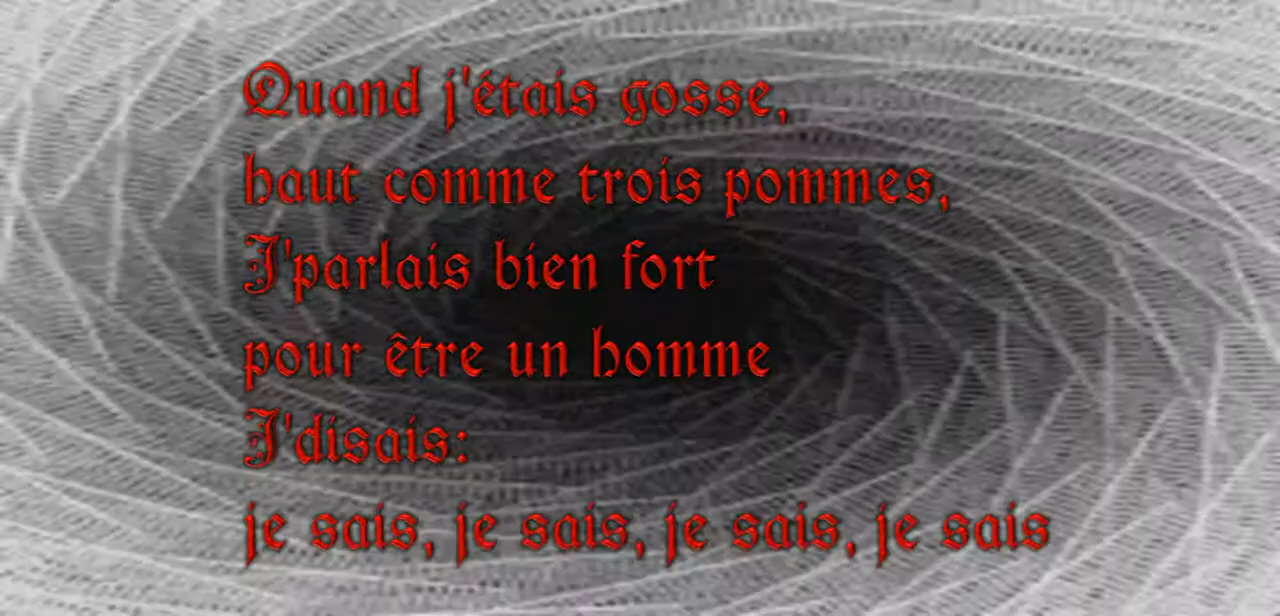 Quand j'étais gosse,
haut comme trois pommes,
J'parlais bien fort
pour être un homme
J'disais:
je sais, je sais, je sais, je sais